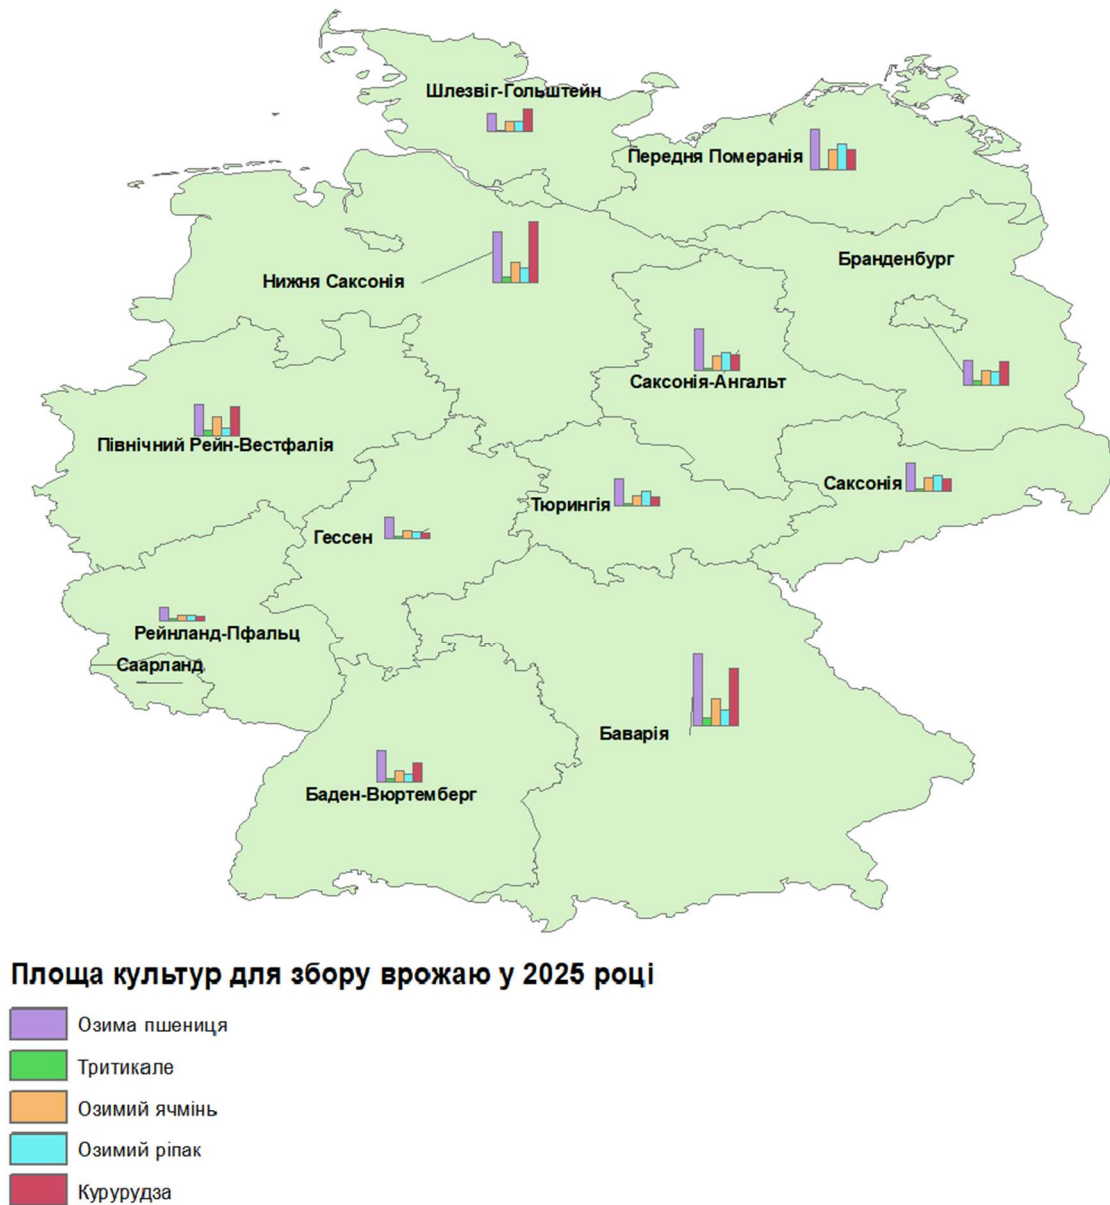 Шлезвіг-Гольштейн
Передня Померанія
Бранденбург
Нижня Саксонія
Саксонія-Ангальт
Північний Рейн-Вестфалія
Саксонія
Тюрингія
Гессен
Рейнланд-Пфальц
Саарланд
Баварія
Баден-Вюртемберг
Площа культур для збору врожаю у 2025 році
Озима пшениця
Тритикале
Озимий ячмінь
Озимий ріпак
Курурудза